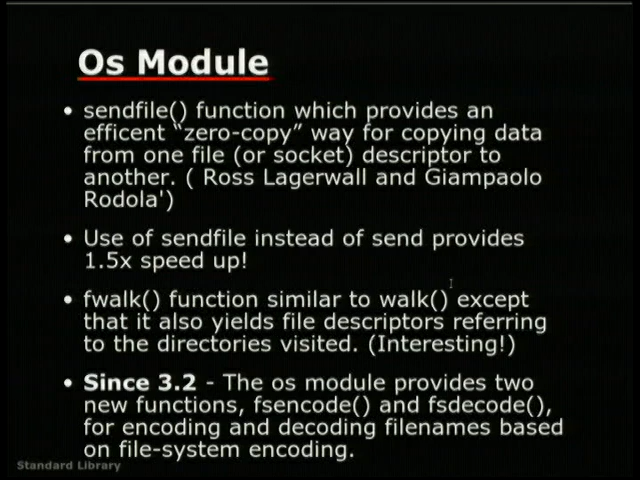 Os Module
• sendfile() function which provides an
efficent “zero-copy” way for copying data
from one file (or socket) descriptor to
another. ( Ross Lagerwall and Giampaolo
Rodola')
• Use of sendfile instead of send provides
1.5x speed up!
• fwalk() function similar to walk() except
that it also yields file descriptors referring
to the directories visited. (Interesting!)
• Since 3.2 - The os module provides two
new functions, fsencode() and fsdecode(),
for encoding and decoding filenames based
on file-system encoding.
Standard Library